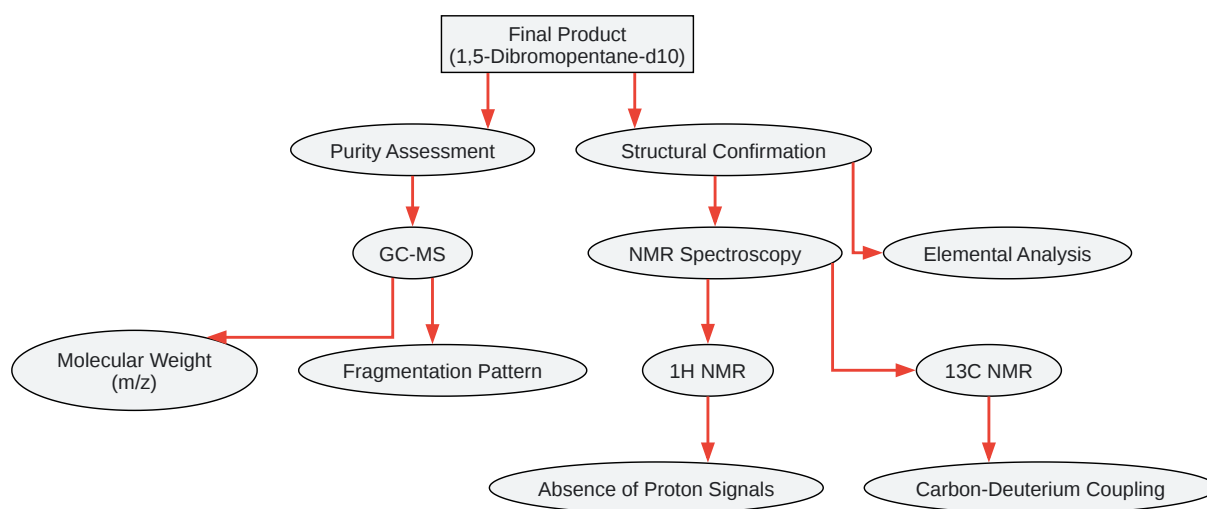 Final Product
(1,5-Dibromopentane-d10)
Purity Assessment
Structural Confirmation
GC-MS
NMR Spectroscopy
Elemental Analysis
Molecular Weight
(m/z)
Fragmentation Pattern
1H NMR
13C NMR
Absence of Proton Signals
Carbon-Deuterium Coupling